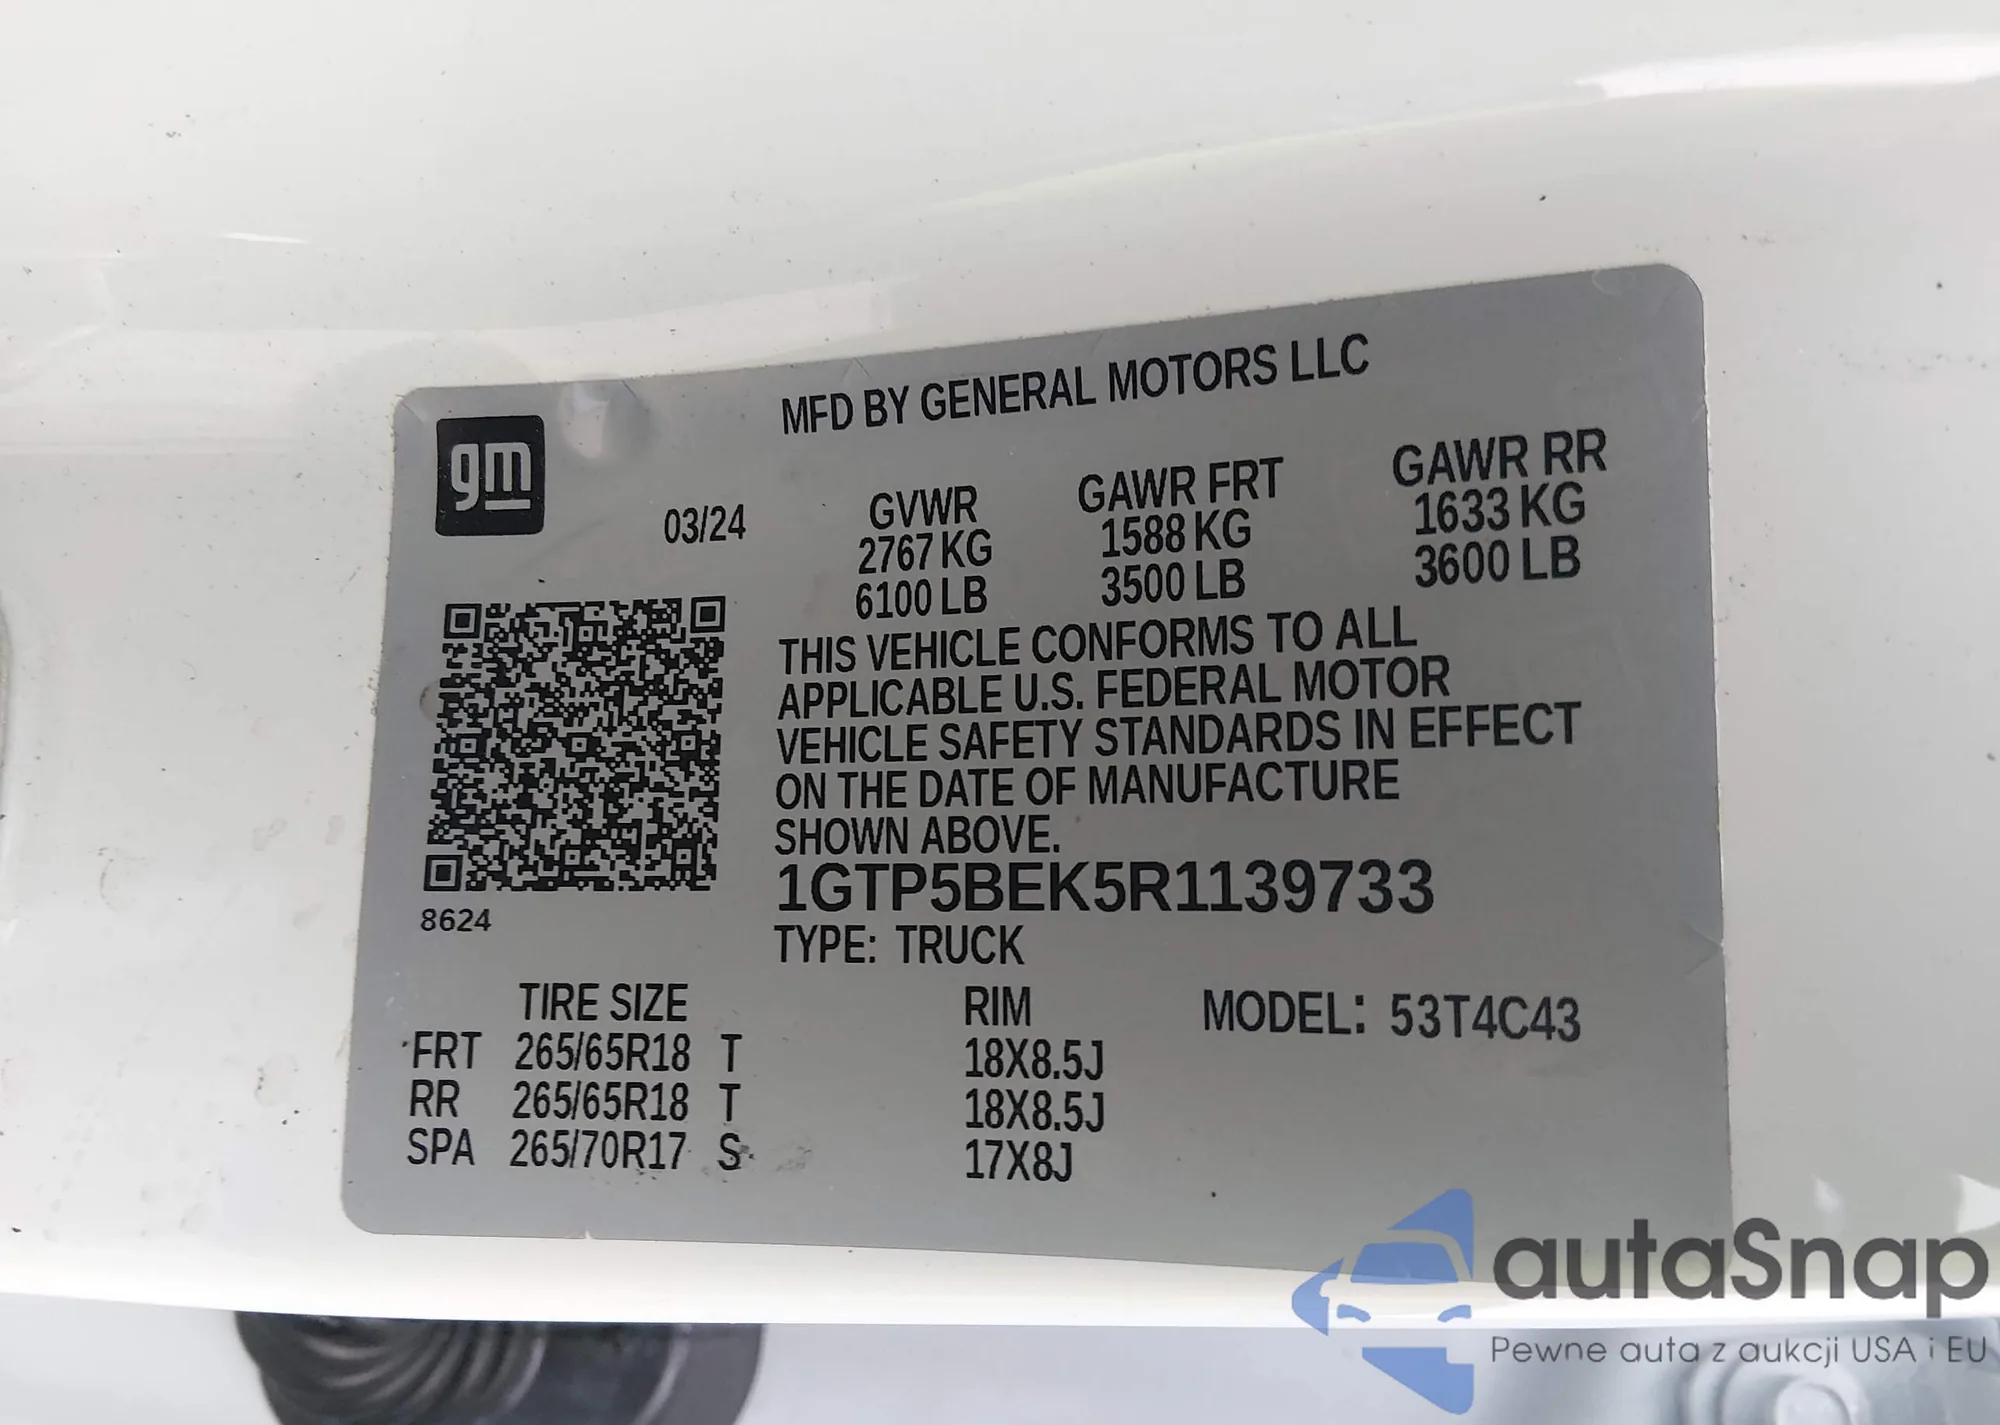 gm
MFD BY GENERAL MOTORS LLC
03/24
GVWR GAWR FRT GAWR RR
2767 KG 1588 KG 1633 KG
6100 LB 3500 LB 3600 LB
THIS VEHICLE CONFORMS TO ALL
APPLICABLE U.S. FEDERAL MOTOR
VEHICLE SAFETY STANDARDS IN EFFECT
ON THE DATE OF MANUFACTURE
SHOWN ABOVE.
1GTP5BEK5R1139733
8624
TYPE: TRUCK
TIRE SIZE RIM MODEL: 53T4C43
FRT 265/65R18 T 18X8.5J
RR 265/65R18 T 18X8.5J
SPA 265/70R17 S 17X8J
autaSnap
Pewne auta z aukcji USA i EU